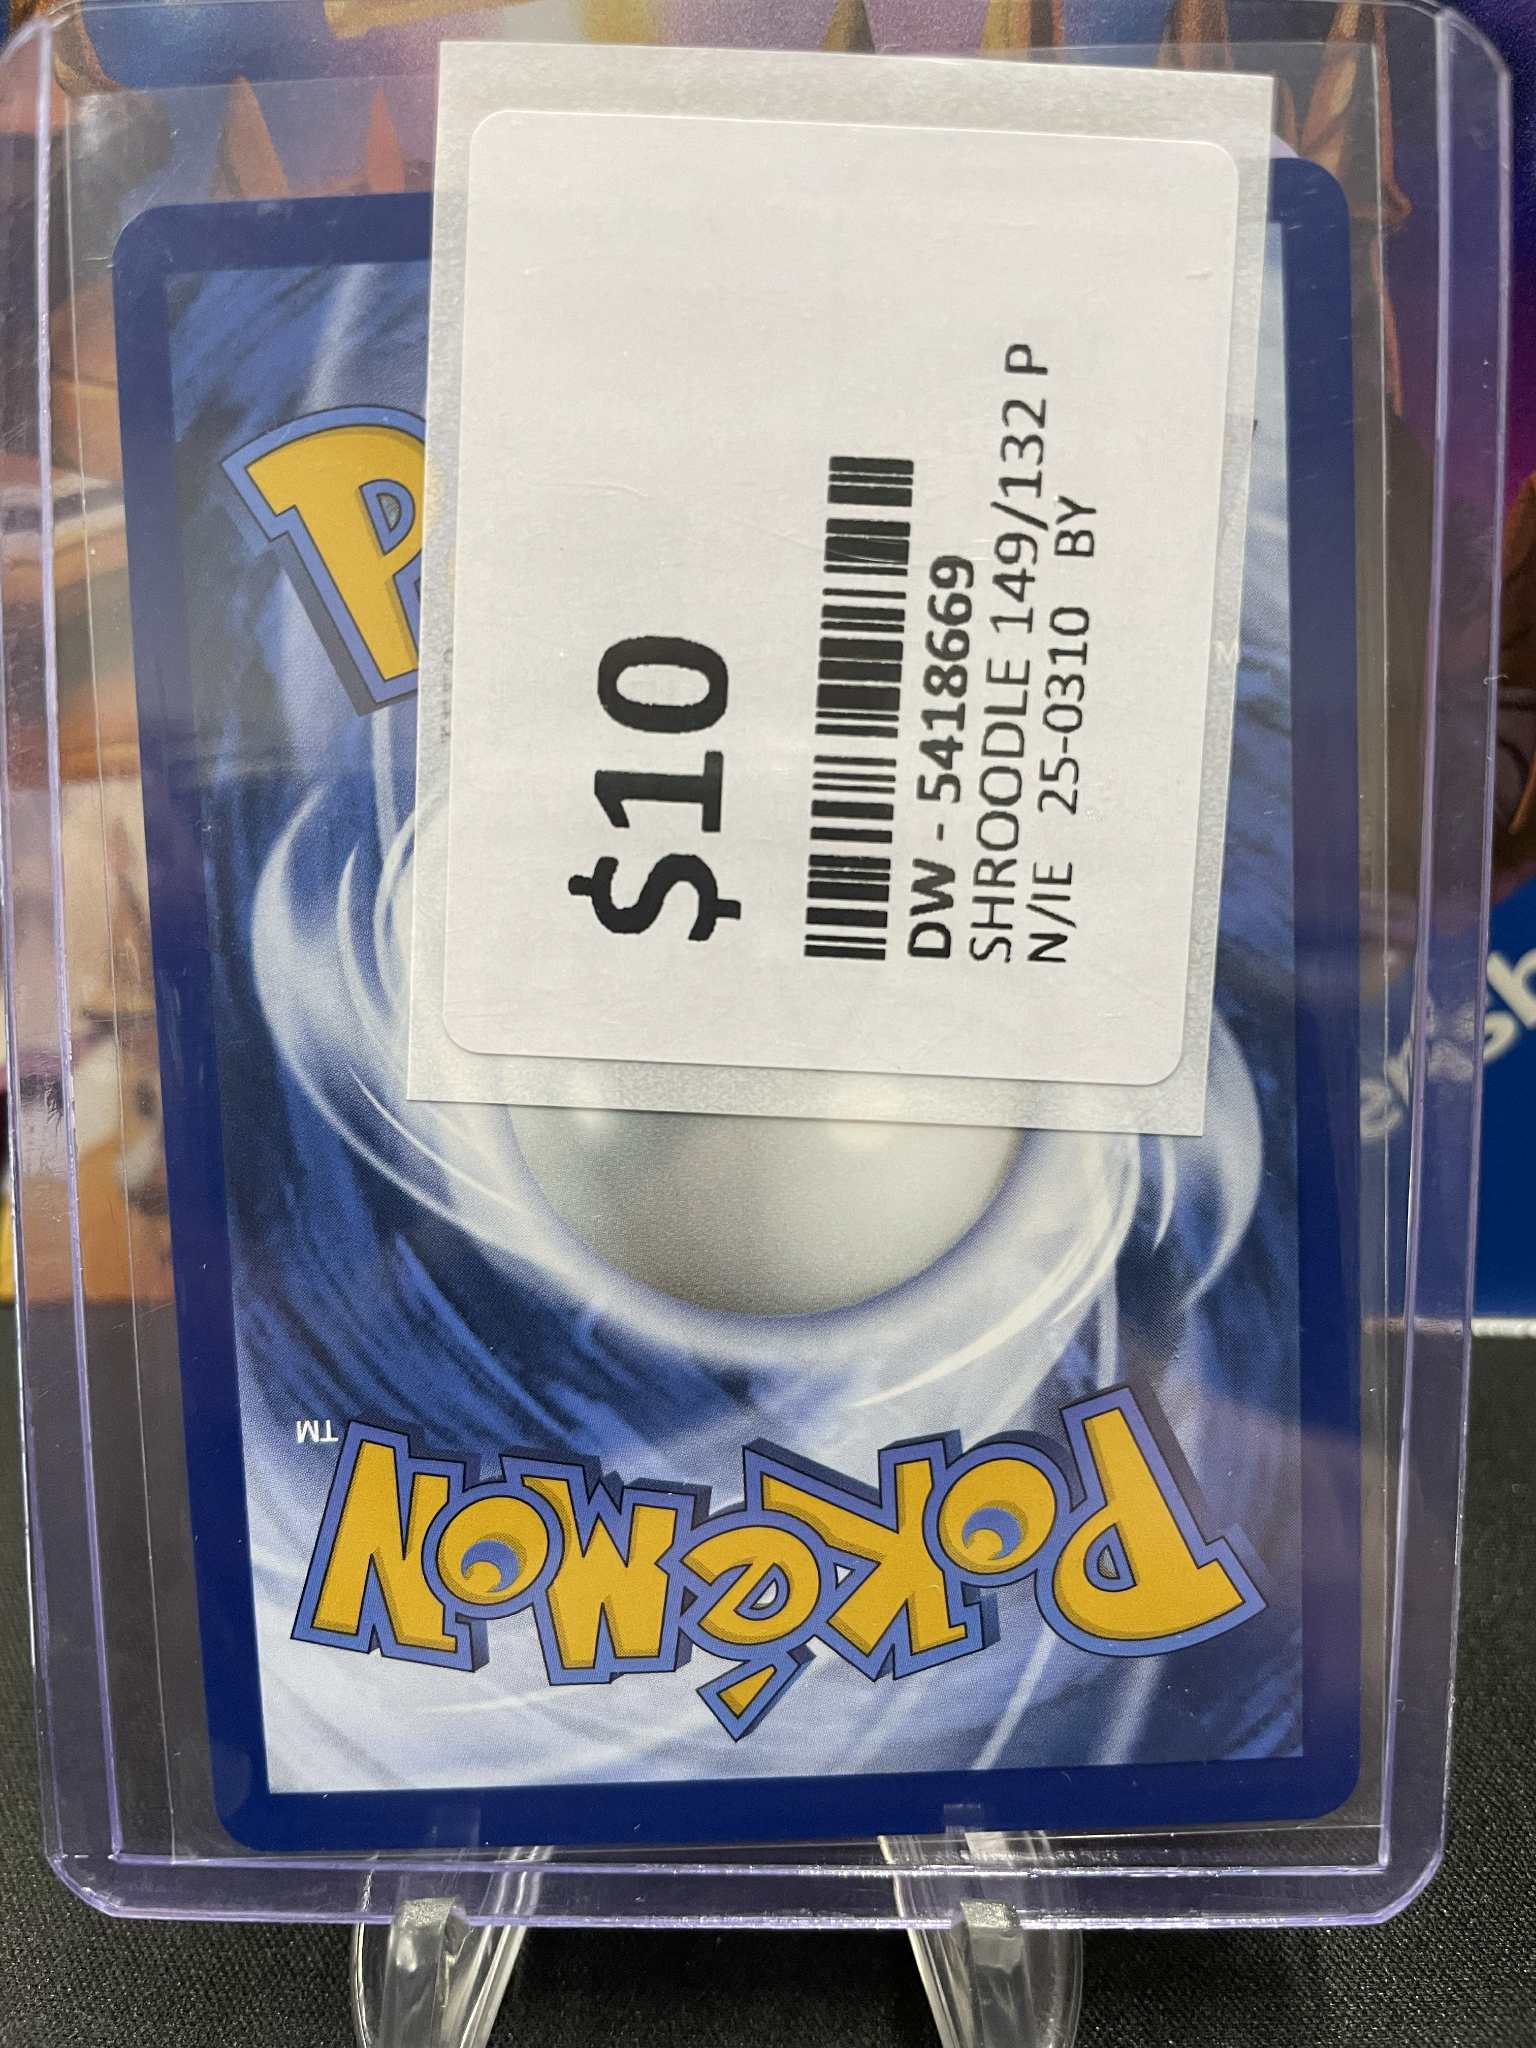 $10
DW - 5418669
SHROODLE 149/132 P
N/IE 25-0310 BY
P
POKéMON
TM